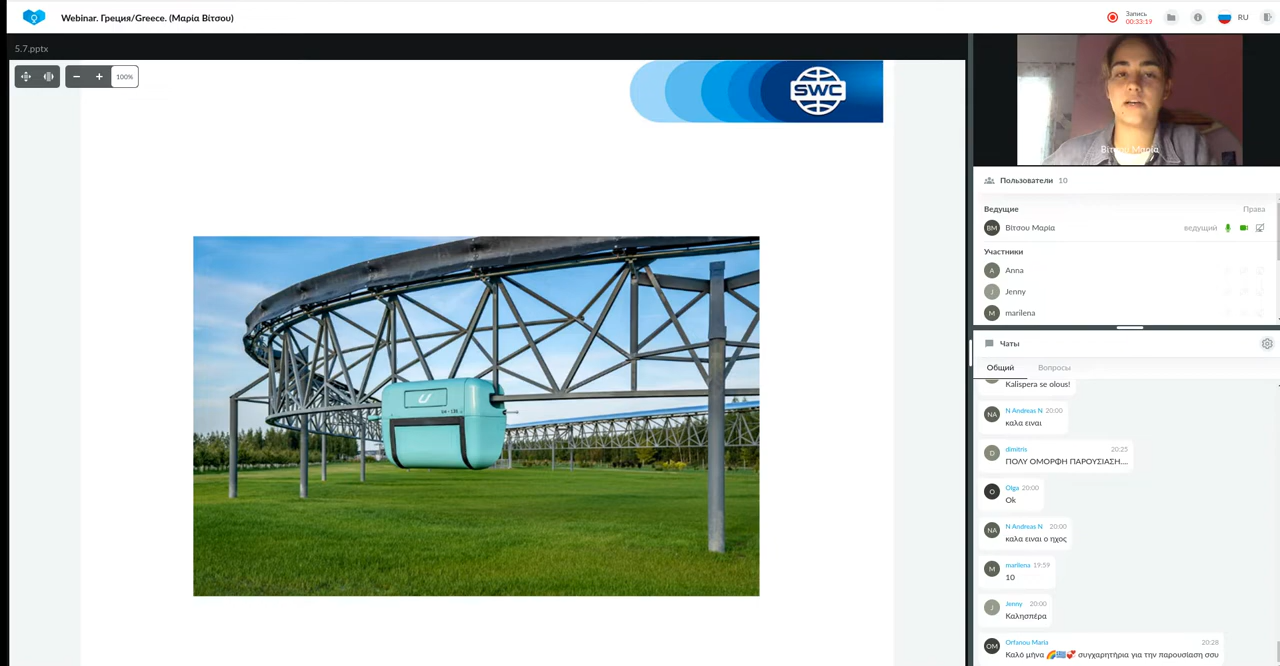 Webinar. Греция/Greece. (Μαρία Βίτσου)
Запись
00:33:19
RU
5.7.pptx
100%
SWC
Βίτσου Μαρία
Пользователи 10
Ведущие Права
ΒΜ Βίτσου Μαρία ведущий
Участники
A Anna
J Jenny
M marilena
Чаты
Общий Вопросы
Kalispera se olous!
NA N Andreas N 20:00
καλα ειναι
D dimitris 20:25
ΠΟΛΥ ΟΜΟΡΦΗ ΠΑΡΟΥΣΙΑΣΗ....
O Olga 20:00
Ok
NA N Andreas N 20:00
καλα ειναι ο ηχος
M marilena 19:59
10
J Jenny 20:00
Καλησπέρα
OM Orfanou Maria 20:28
Καλό μήνα 🌈🇬🇷💞 συγχαρητήρια για την παρουσίαση σου